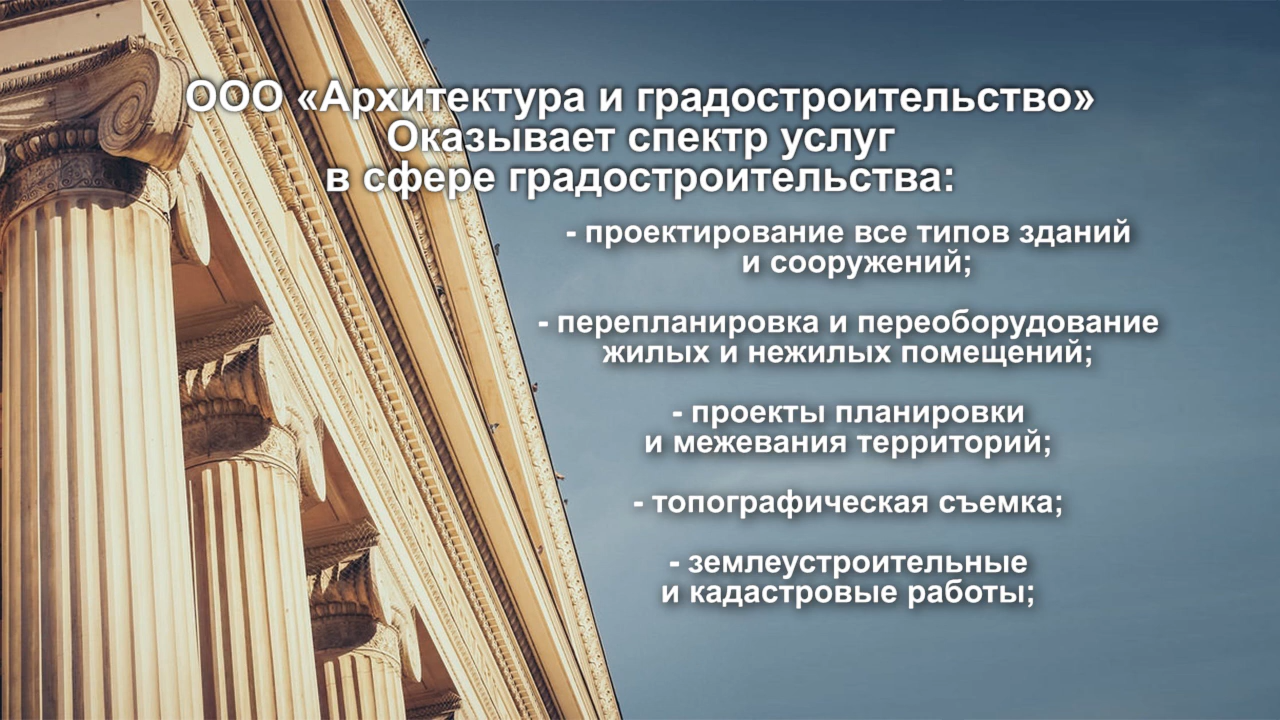 ООО «Архитектура и градостроительство»
Оказывает спектр услуг
в сфере градостроительства:
- проектирование все типов зданий
и сооружений;
- перепланировка и переоборудование
жилых и нежилых помещений;
- проекты планировки
и межевания территорий;
- топографическая съемка;
- землеустроительные
и кадастровые работы;